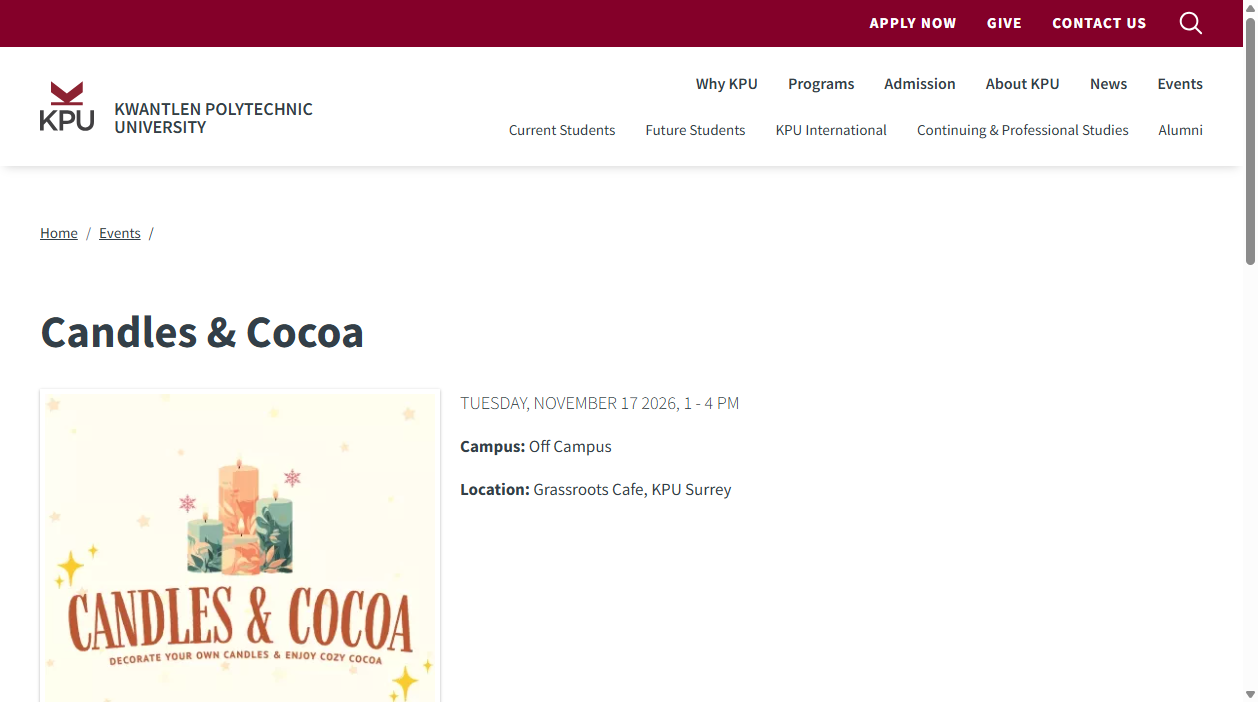 APPLY NOW GIVE CONTACT US
KPU
KWANTLEN POLYTECHNIC
UNIVERSITY
Why KPU Programs Admission About KPU News Events
Current Students Future Students KPU International Continuing & Professional Studies Alumni
Home / Events /
Candles & Cocoa
TUESDAY, NOVEMBER 17 2026, 1 - 4 PM
Campus: Off Campus
Location: Grassroots Cafe, KPU Surrey
CANDLES & COCOA
DECORATE YOUR OWN CANDLES & ENJOY COZY COCOA